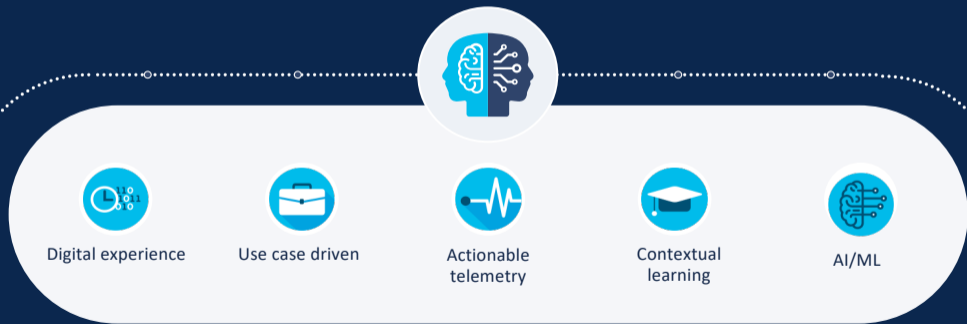 Digital experience
Use case driven
Actionable
telemetry
Contextual
learning
AI/ML